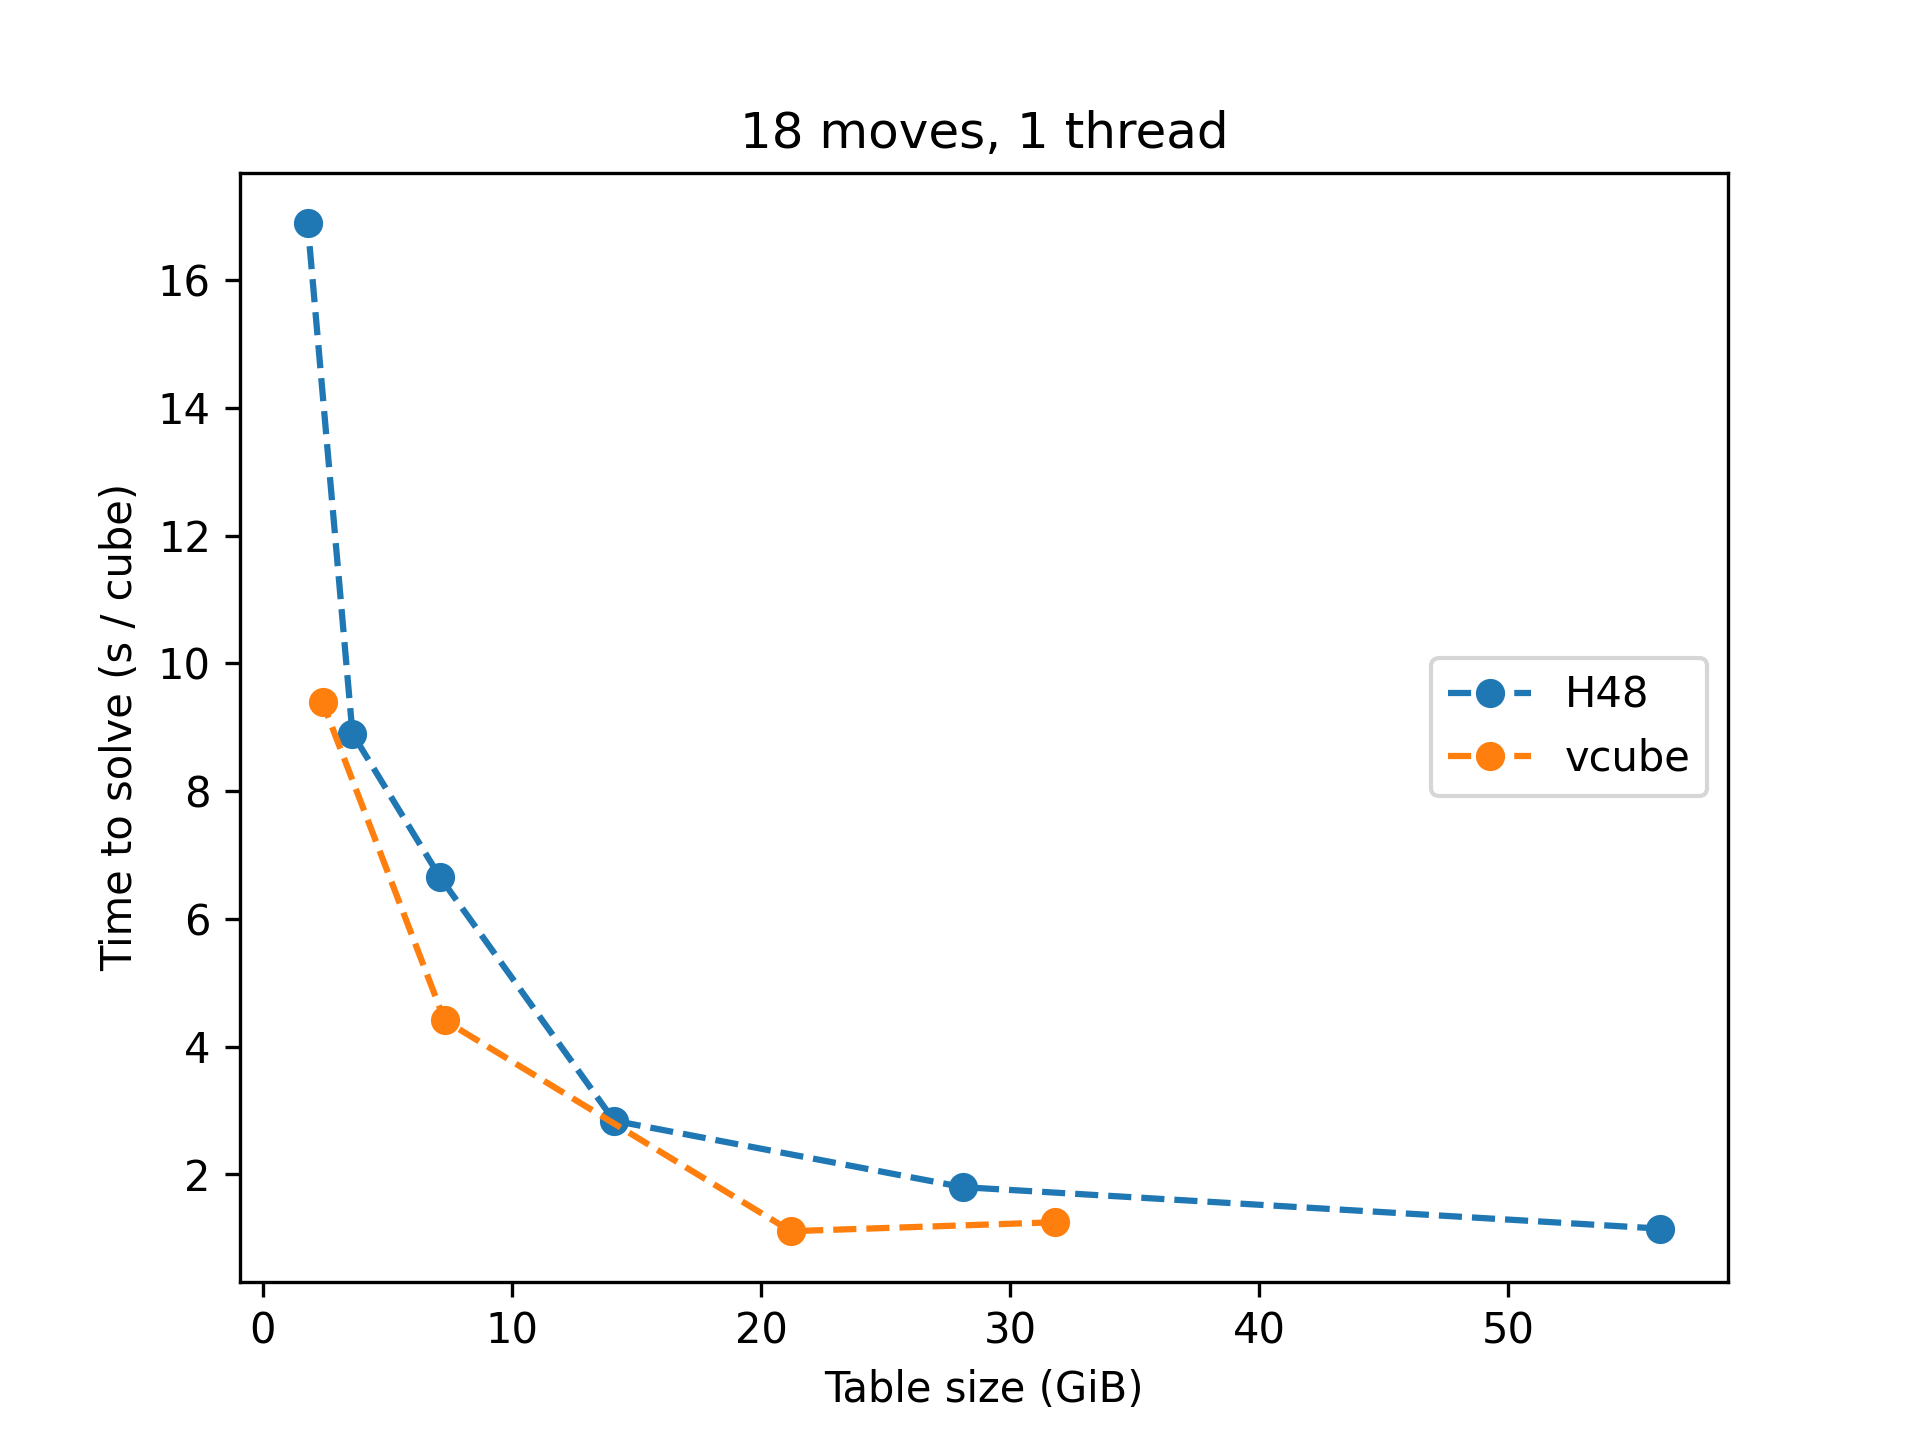 18 moves, 1 thread
Time to solve (s / cube)
16
14
12
10
8
6
4
2
H48
vcube
0 10 20 30 40 50
Table size (GiB)